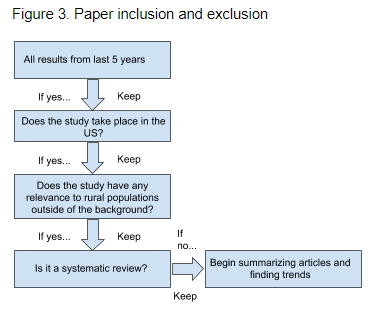 Figure 3. Paper inclusion and exclusion
All results from last 5 years
If yes... Keep
Does the study take place in the
US?
If yes... Keep
Does the study have any
relevance to rural populations
outside of the background?
If yes... Keep
If
no...
Is it a systematic review?
Keep
Begin summarizing articles and
finding trends